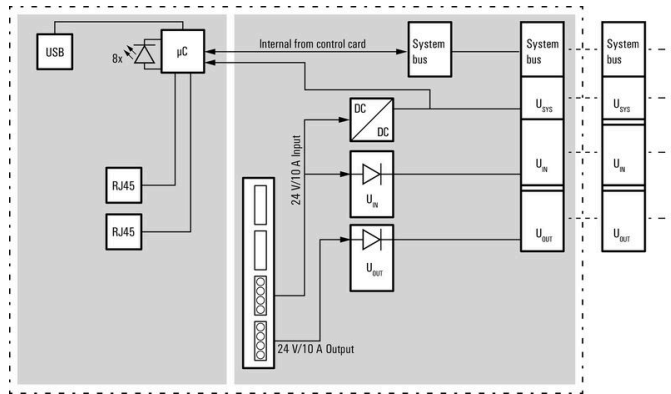 USB
8x
µC
Internal from control card
System
bus
System
bus
System
bus
DC
DC
U_SYS
U_SYS
24 V/10 A Input
U_IN
U_IN
U_IN
RJ45
RJ45
U_OUT
U_OUT
U_OUT
24 V/10 A Output